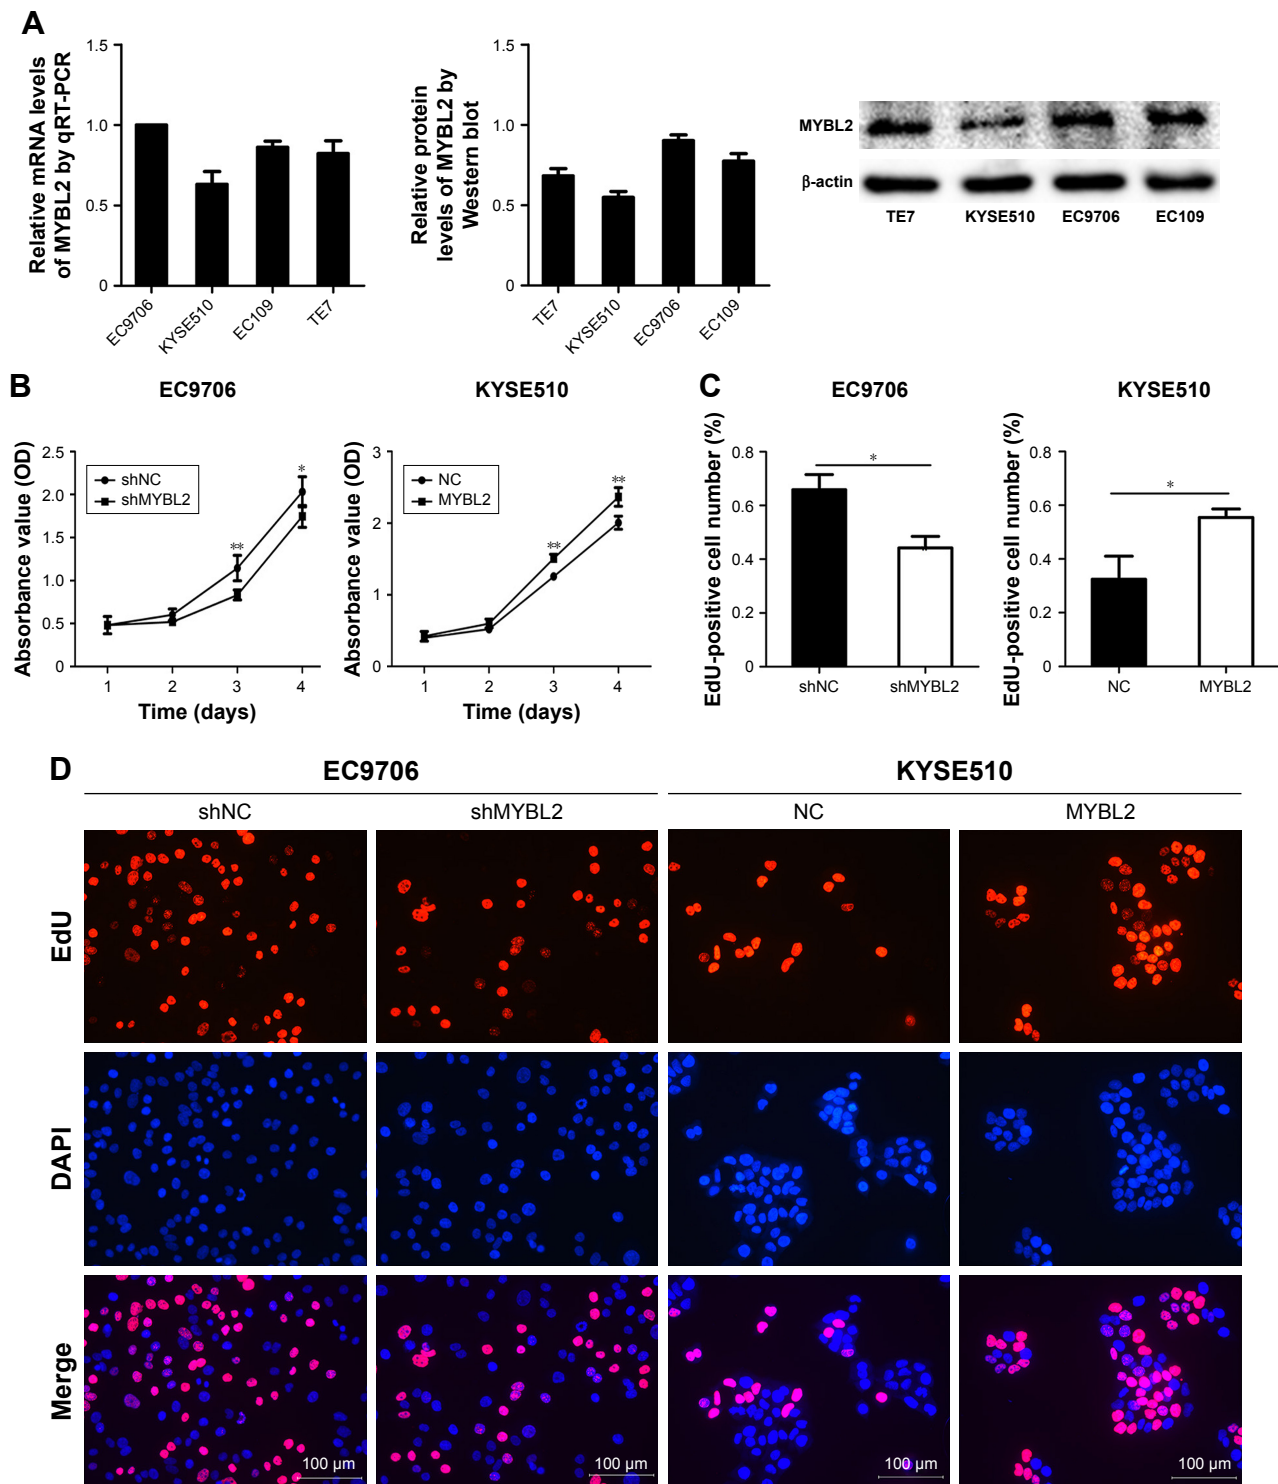 A
Relative mRNA levels
of MYBL2 by qRT-PCR
1.5
1.0
0.5
0
EC9706
KYSE510
EC109
TE7
Relative protein
levels of MYBL2 by
Western blot
1.5
1.0
0.5
0
TE7
KYSE510
EC9706
EC109
MYBL2
β-actin
TE7 KYSE510 EC9706 EC109
B
EC9706
Absorbance value (OD)
2.5
2.0
1.5
1.0
0.5
0
shNC
shMYBL2
**
*
1 2 3 4
Time (days)
KYSE510
Absorbance value (OD)
3
2
1
0
NC
MYBL2
**
**
1 2 3 4
Time (days)
C
EC9706
EdU-positive cell number (%)
0.8
0.6
0.4
0.2
0
*
shNC shMYBL2
KYSE510
EdU-positive cell number (%)
0.8
0.6
0.4
0.2
0
*
NC MYBL2
D
EC9706 KYSE510
shNC shMYBL2 NC MYBL2
EdU
DAPI
Merge
100 µm 100 µm 100 µm 100 µm